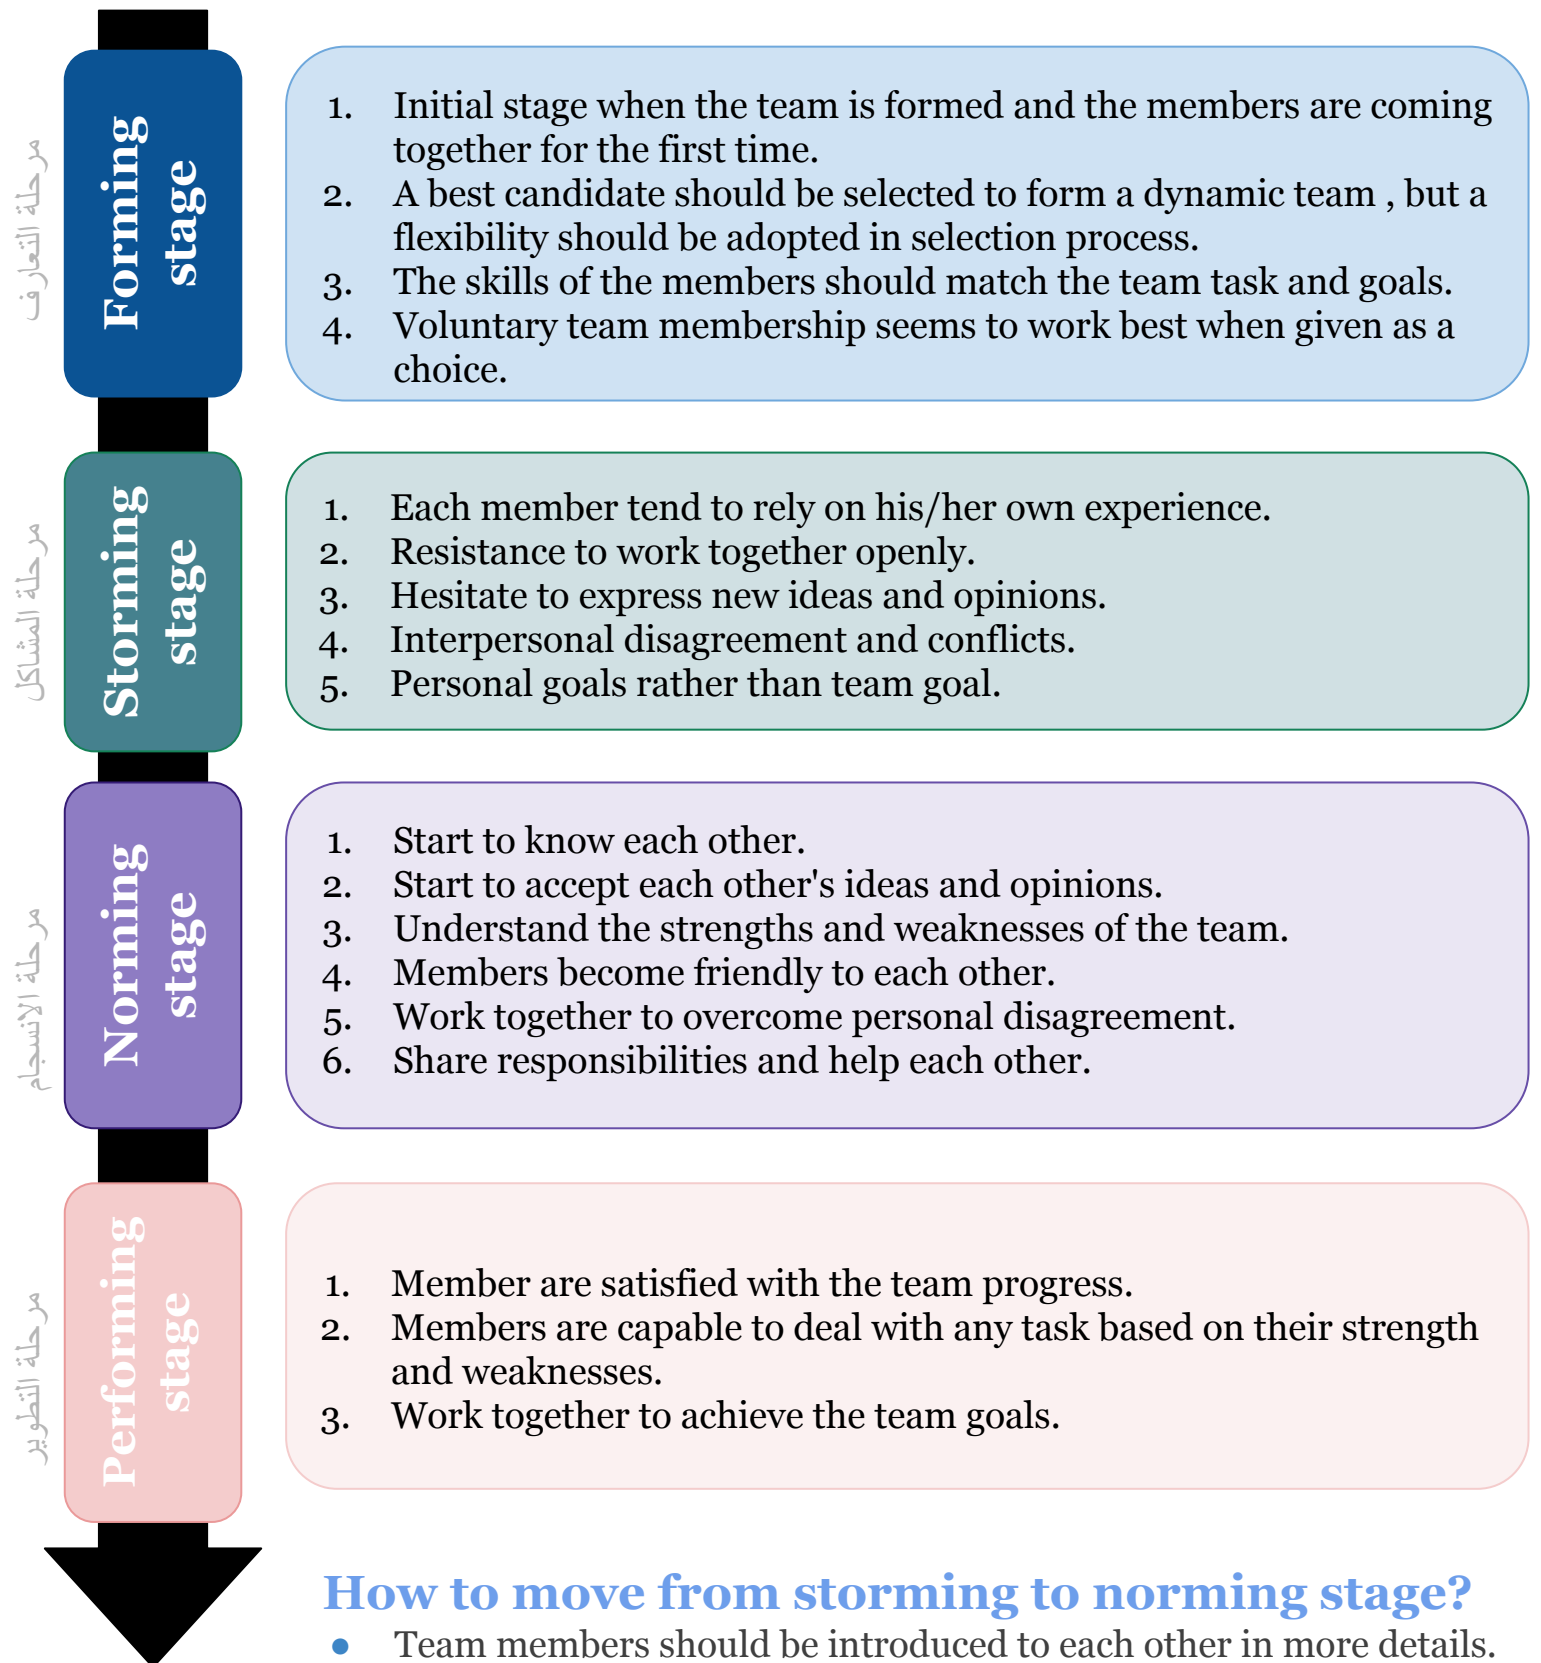 مرحلة التعارف
Forming
stage
1. Initial stage when the team is formed and the members are coming
together for the first time.
2. A best candidate should be selected to form a dynamic team , but a
flexibility should be adopted in selection process.
3. The skills of the members should match the team task and goals.
4. Voluntary team membership seems to work best when given as a
choice.
مرحلة المشاكل
Storming
stage
1. Each member tend to rely on his/her own experience.
2. Resistance to work together openly.
3. Hesitate to express new ideas and opinions.
4. Interpersonal disagreement and conflicts.
5. Personal goals rather than team goal.
مرحلة الانسجام
Norming
stage
1. Start to know each other.
2. Start to accept each other's ideas and opinions.
3. Understand the strengths and weaknesses of the team.
4. Members become friendly to each other.
5. Work together to overcome personal disagreement.
6. Share responsibilities and help each other.
مرحلة التطوير
Performing
stage
1. Member are satisfied with the team progress.
2. Members are capable to deal with any task based on their strength
and weaknesses.
3. Work together to achieve the team goals.
How to move from storming to norming stage?
● Team members should be introduced to each other in more details.